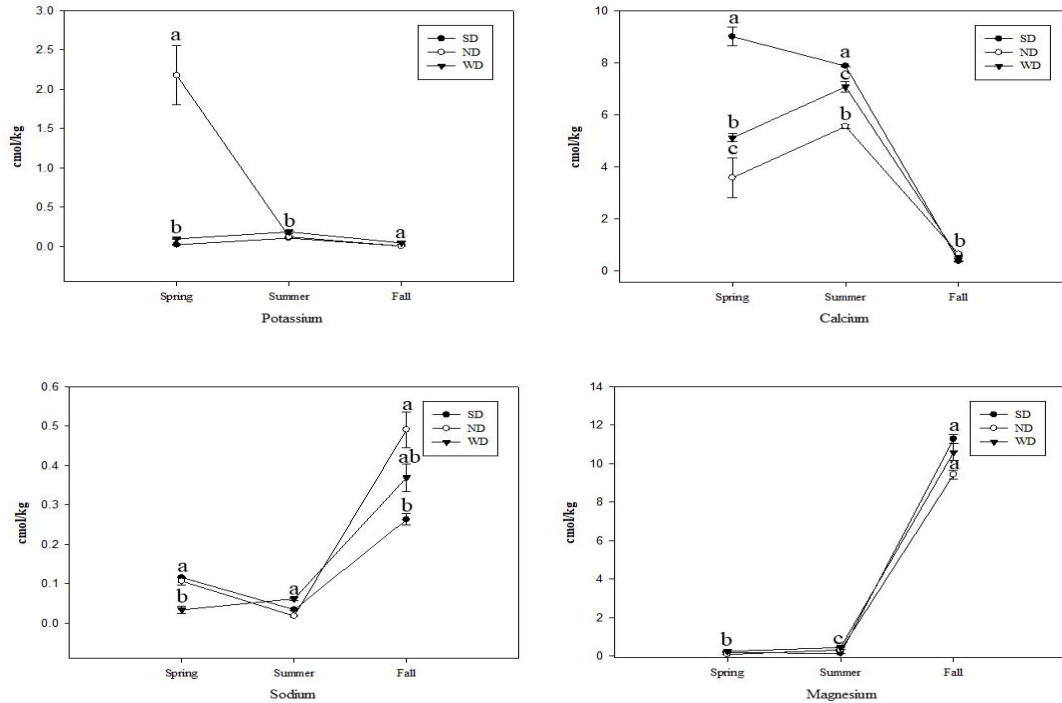 3.0
2.5
2.0
1.5
1.0
0.5
0.0
cmol/kg
a
b
b
a
SD
ND
WD
Spring Summer Fall
Potassium
10
8
6
4
2
0
cmol/kg
a
a
c
b
b
c
b
SD
ND
WD
Spring Summer Fall
Calcium
0.6
0.5
0.4
0.3
0.2
0.1
0.0
cmol/kg
a
ab
b
a
a
b
SD
ND
WD
Spring Summer Fall
Sodium
14
12
10
8
6
4
2
0
cmol/kg
a
a
b
c
SD
ND
WD
Spring Summer Fall
Magnesium